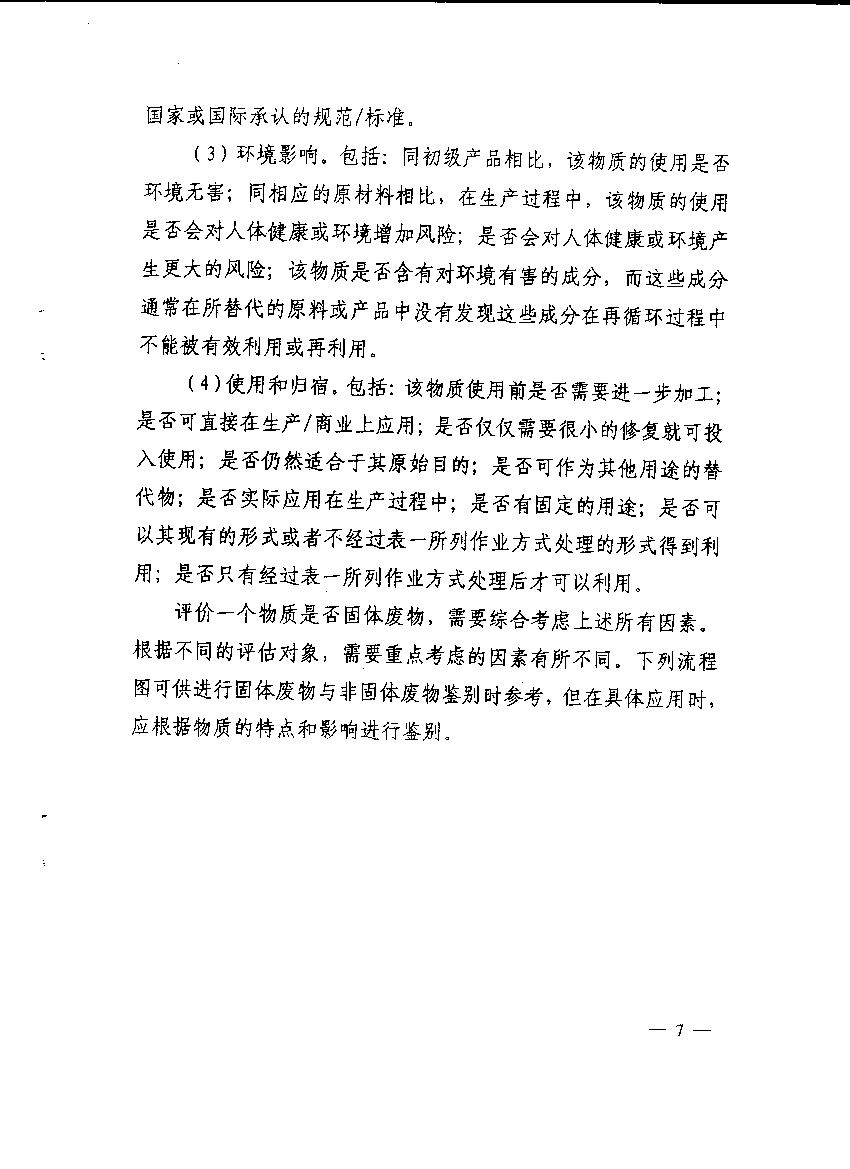 国家或国际承认的规范/标准。
（3）环境影响。包括：同初级产品相比，该物质的使用是否
环境无害；同相应的原材料相比，在生产过程中，该物质的使用
是否会对人体健康或环境增加风险；是否会对人体健康或环境产
生更大的风险；该物质是否含有对环境有害的成分，而这些成分
通常在所替代的原料或产品中没有发现这些成分在再循环过程中
不能被有效利用或再利用。
（4）使用和归宿。包括：该物质使用前是否需要进一步加工；
是否可直接在生产/商业上应用；是否仅仅需要很小的修复就可投
入使用；是否仍然适合于其原始目的；是否可作为其他用途的替
代物；是否实际应用在生产过程中；是否有固定的用途；是否可
以其现有的形式或者不经过表一所列作业方式处理的形式得到利
用；是否只有经过表一所列作业方式处理后才可以利用。
评价一个物质是否固体废物，需要综合考虑上述所有因素。
根据不同的评估对象，需要重点考虑的因素有所不同。下列流程
图可供进行固体废物与非固体废物鉴别时参考，但在具体应用时，
应根据物质的特点和影响进行鉴别。
— 7 —